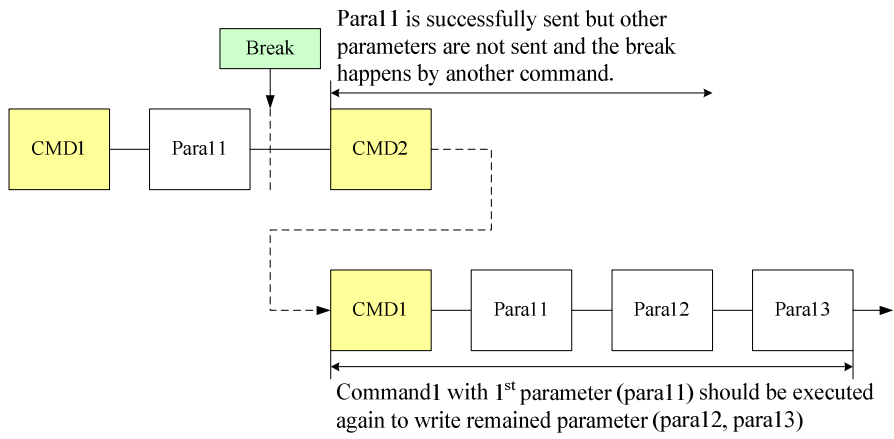 Para11 is successfully sent but other
parameters are not sent and the break
happens by another command.
Break
CMD1
Para11
CMD2
CMD1
Para11
Para12
Para13
Command1 with 1st parameter (para11) should be executed
again to write remained parameter (para12, para13)